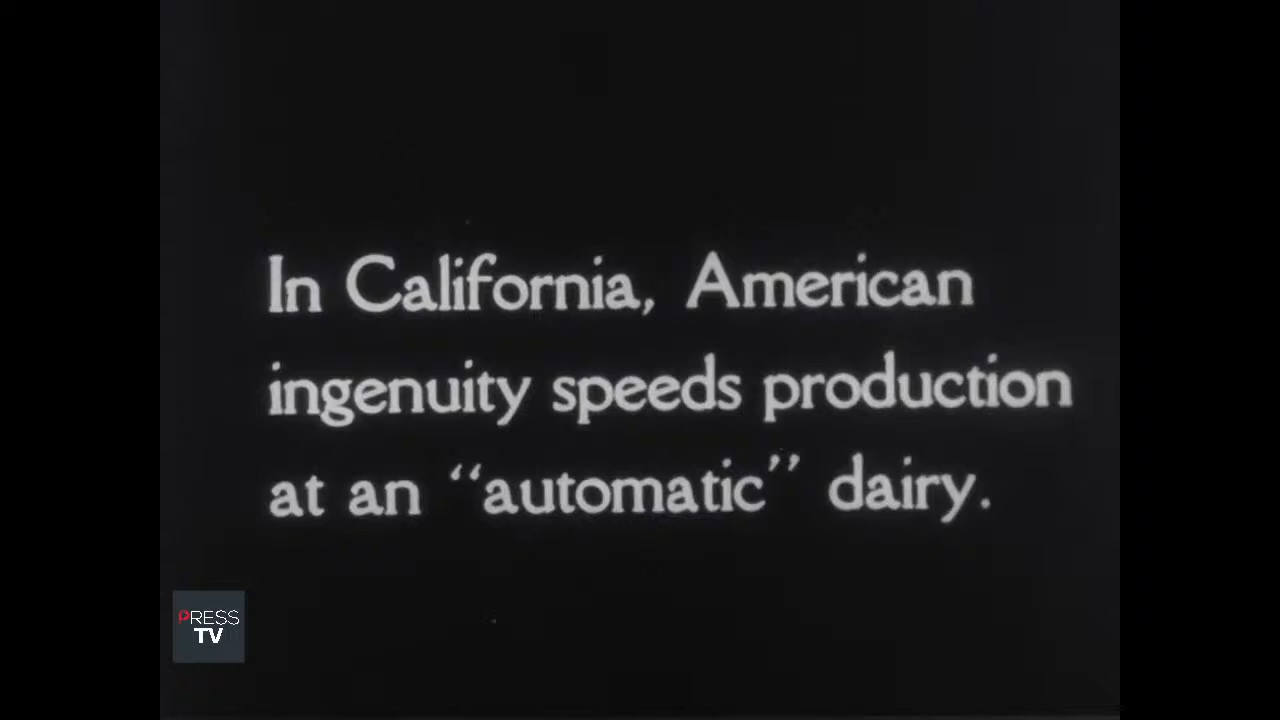 In California, American
ingenuity speeds production
at an “automatic” dairy.
PRESS
TV